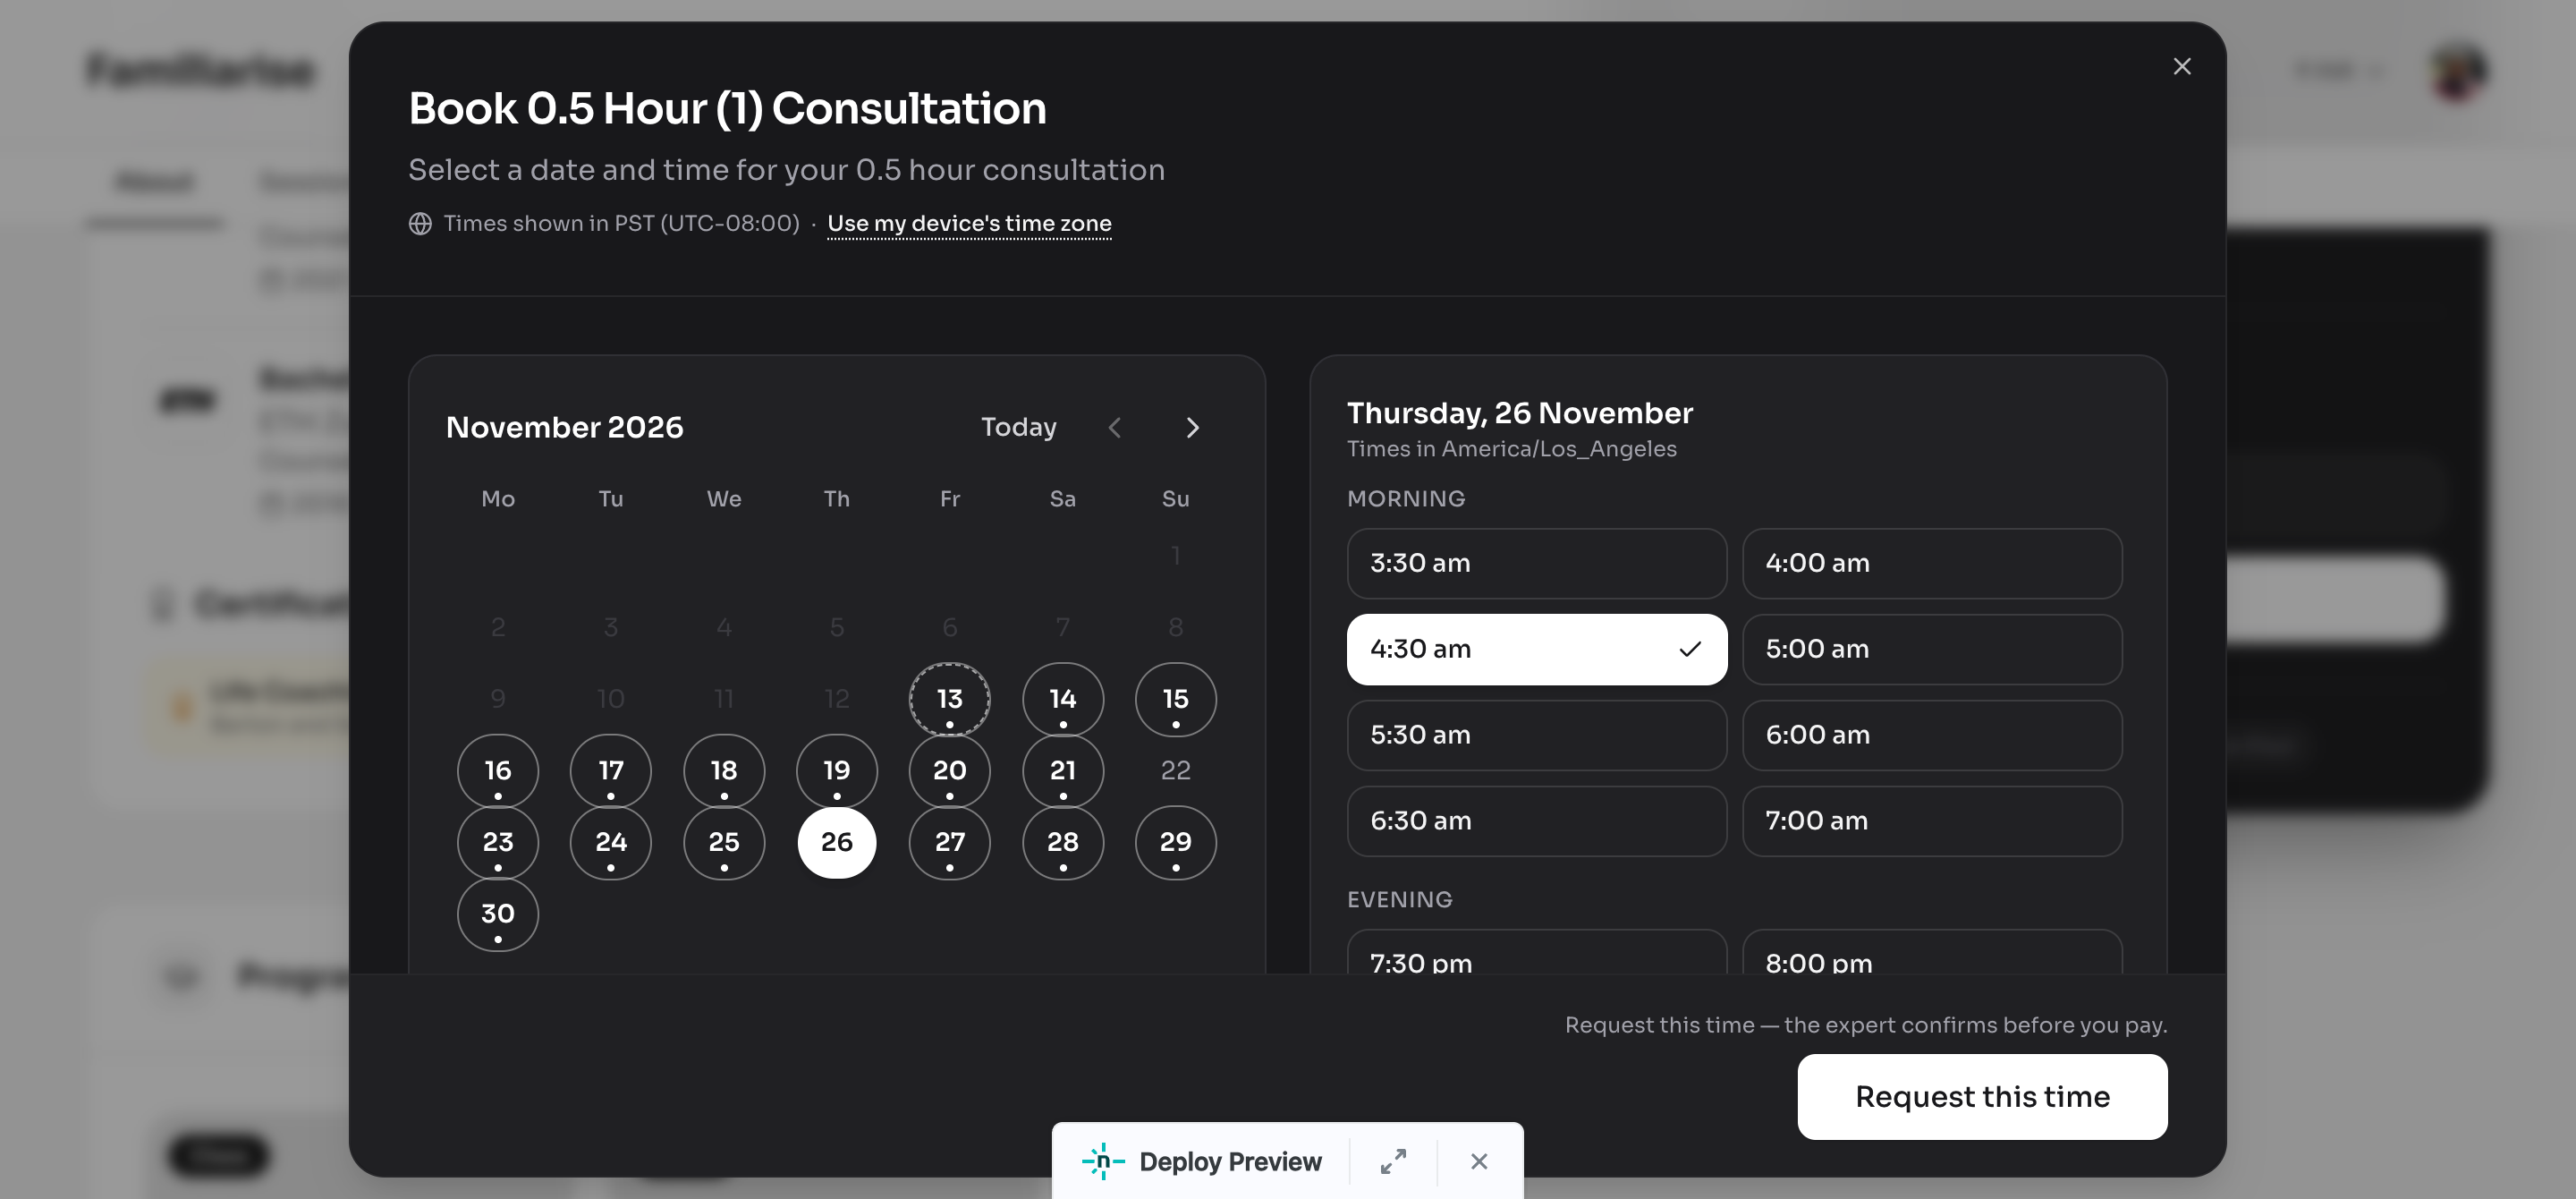 Familiarise
Book 0.5 Hour (1) Consultation
Select a date and time for your 0.5 hour consultation
Times shown in PST (UTC-08:00) · Use my device's time zone
About
November 2026 Today
Mo Tu We Th Fr Sa Su
1
2 3 4 5 6 7 8
9 10 11 12 13 14 15
16 17 18 19 20 21 22
23 24 25 26 27 28 29
30
Thursday, 26 November
Times in America/Los_Angeles
MORNING
3:30 am 4:00 am
4:30 am 5:00 am
5:30 am 6:00 am
6:30 am 7:00 am
EVENING
7:30 pm 8:00 pm
Request this time — the expert confirms before you pay.
Request this time
Deploy Preview